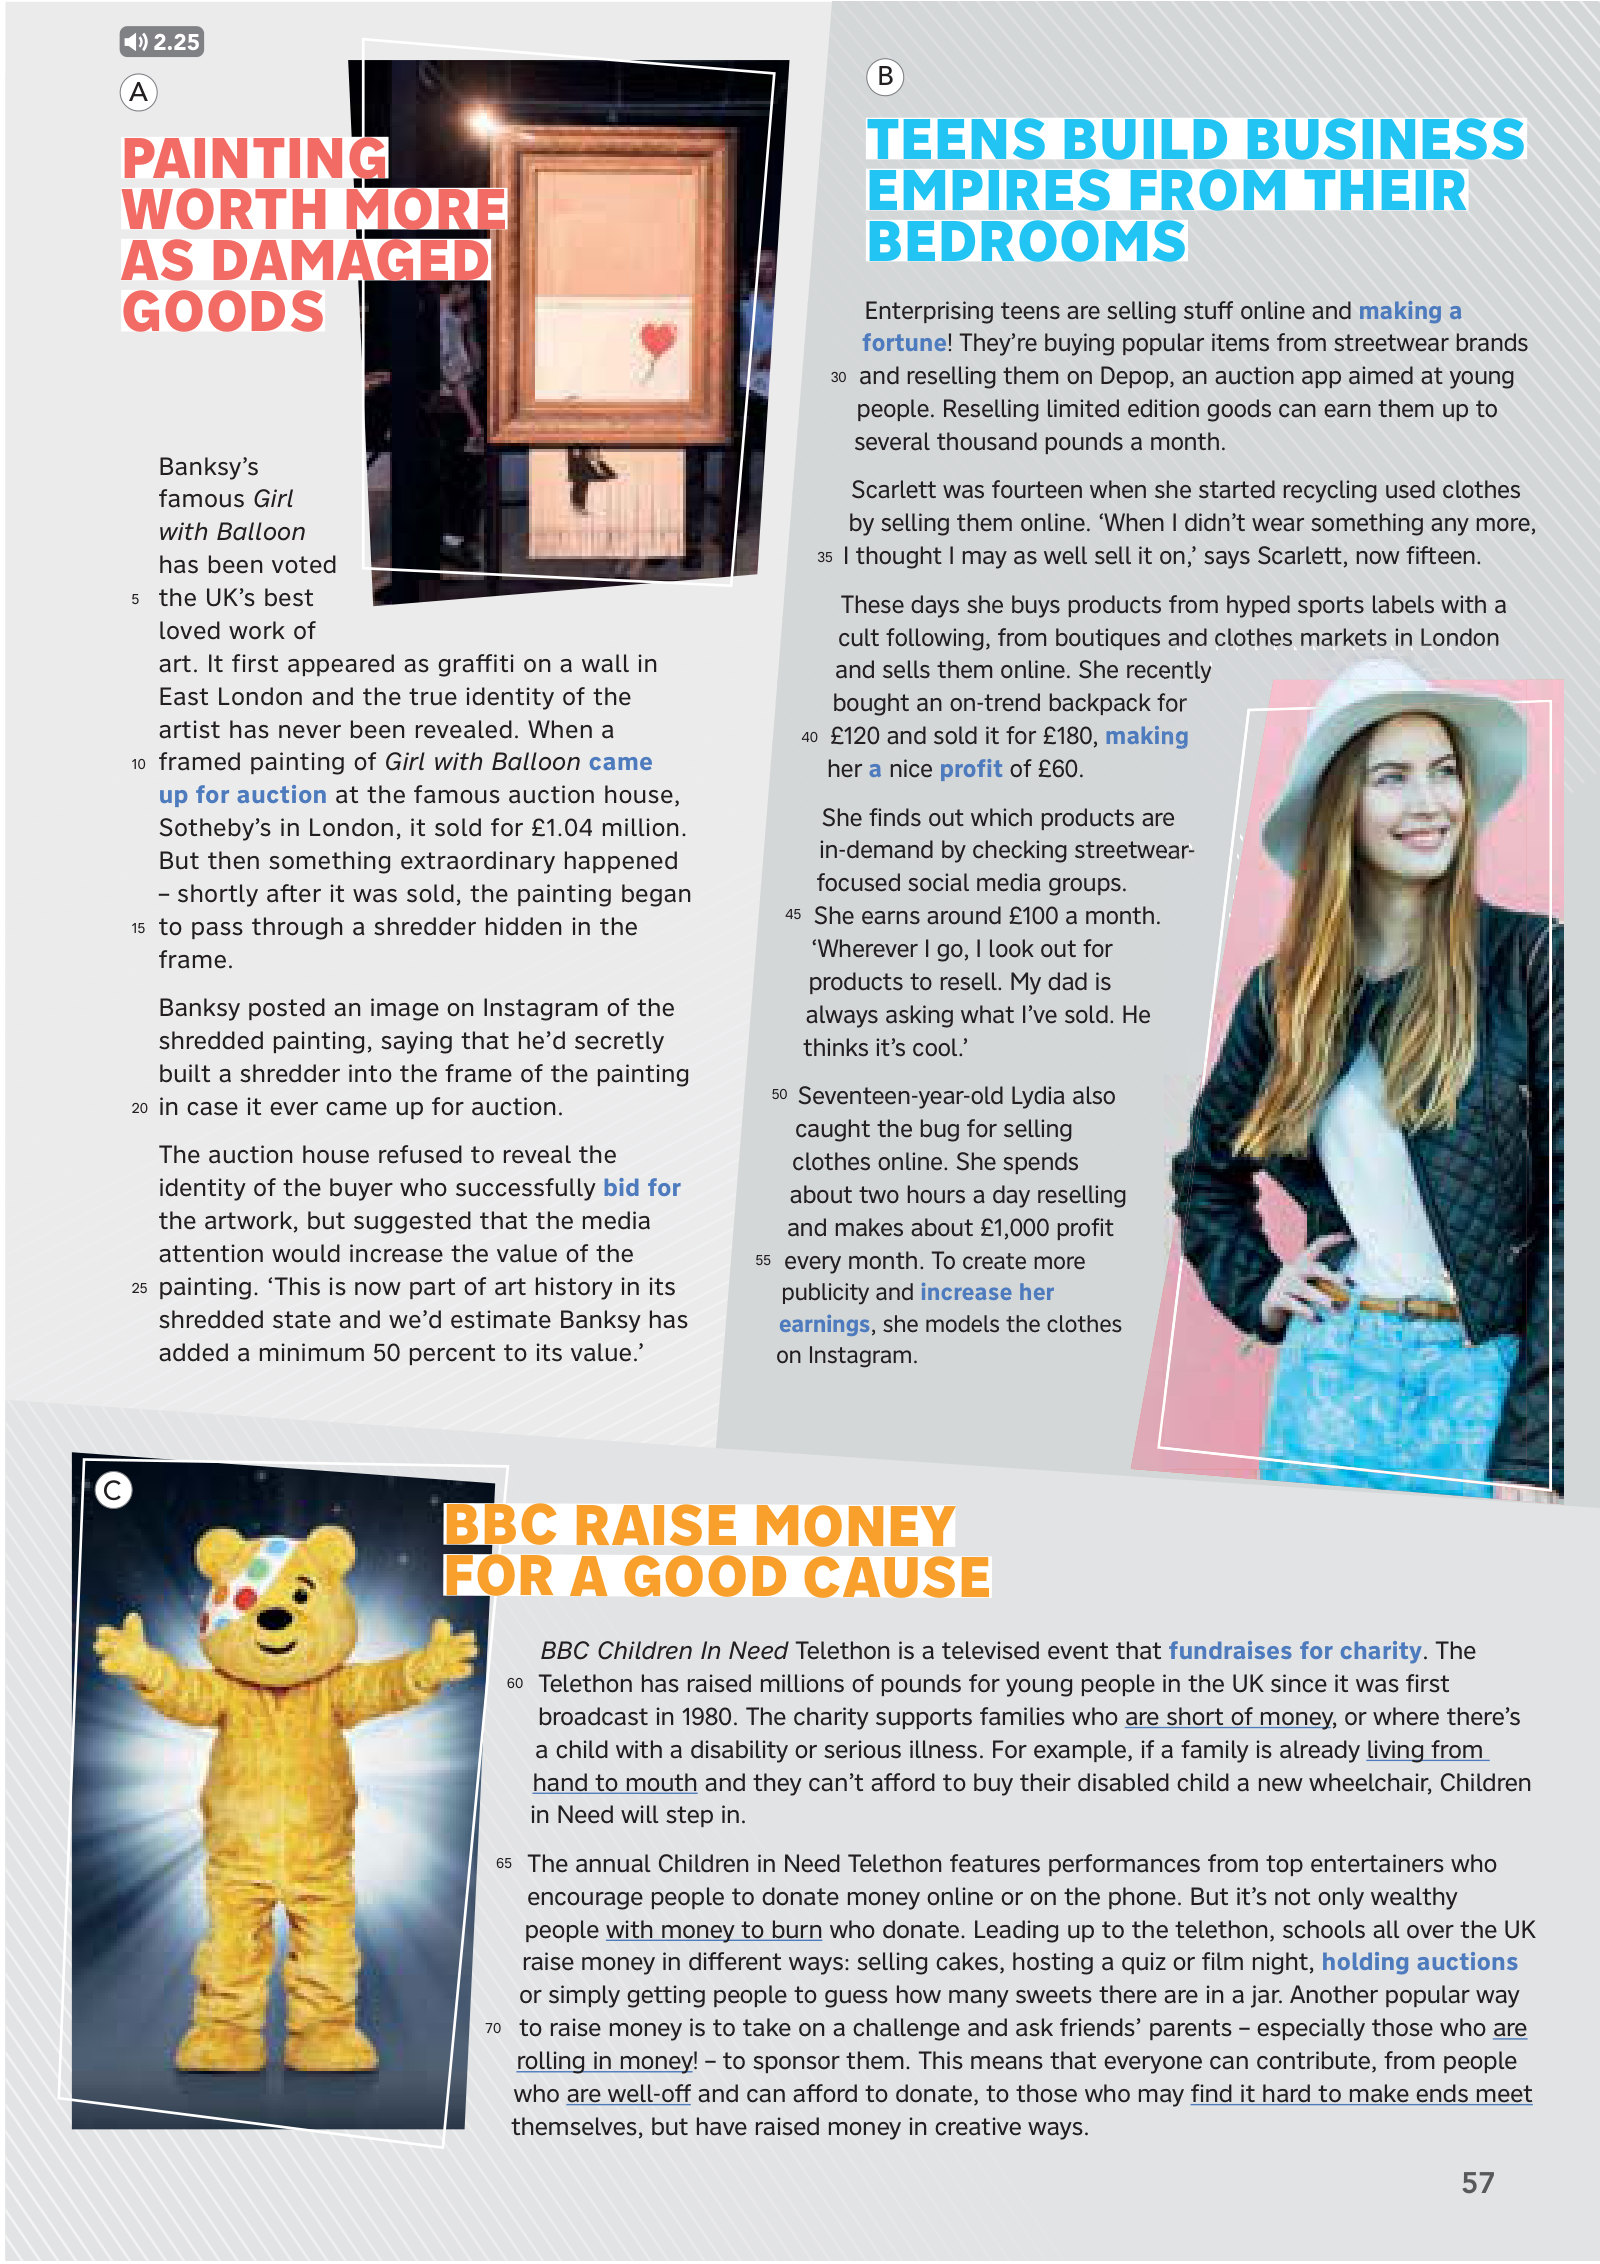 2.25
A
PAINTING
WORTH MORE
AS DAMAGED
GOODS
Banksy's
famous Girl
with Balloon
has been voted
5 the UK's best
loved work of
art. It first appeared as graffiti on a wall in
East London and the true identity of the
artist has never been revealed. When a
10 framed painting of Girl with Balloon came
up for auction at the famous auction house,
Sotheby's in London, it sold for £1.04 million.
But then something extraordinary happened
– shortly after it was sold, the painting began
15 to pass through a shredder hidden in the
frame.
Banksy posted an image on Instagram of the
shredded painting, saying that he'd secretly
built a shredder into the frame of the painting
20 in case it ever came up for auction.
The auction house refused to reveal the
identity of the buyer who successfully bid for
the artwork, but suggested that the media
attention would increase the value of the
25 painting. 'This is now part of art history in its
shredded state and we'd estimate Banksy has
added a minimum 50 percent to its value.'
B
TEENS BUILD BUSINESS
EMPIRES FROM THEIR
BEDROOMS
Enterprising teens are selling stuff online and making a
fortune! They're buying popular items from streetwear brands
30 and reselling them on Depop, an auction app aimed at young
people. Reselling limited edition goods can earn them up to
several thousand pounds a month.
Scarlett was fourteen when she started recycling used clothes
by selling them online. 'When I didn't wear something any more,
35 I thought I may as well sell it on,' says Scarlett, now fifteen.
These days she buys products from hyped sports labels with a
cult following, from boutiques and clothes markets in London
and sells them online. She recently
bought an on-trend backpack for
40 £120 and sold it for £180, making
her a nice profit of £60.
She finds out which products are
in-demand by checking streetwear-
focused social media groups.
45 She earns around £100 a month.
'Wherever I go, I look out for
products to resell. My dad is
always asking what I've sold. He
thinks it's cool.'
50 Seventeen-year-old Lydia also
caught the bug for selling
clothes online. She spends
about two hours a day reselling
and makes about £1,000 profit
55 every month. To create more
publicity and increase her
earnings, she models the clothes
on Instagram.
C
BBC RAISE MONEY
FOR A GOOD CAUSE
BBC Children In Need Telethon is a televised event that fundraises for charity. The
60 Telethon has raised millions of pounds for young people in the UK since it was first
broadcast in 1980. The charity supports families who are short of money, or where there's
a child with a disability or serious illness. For example, if a family is already living from
hand to mouth and they can't afford to buy their disabled child a new wheelchair, Children
in Need will step in.
65 The annual Children in Need Telethon features performances from top entertainers who
encourage people to donate money online or on the phone. But it's not only wealthy
people with money to burn who donate. Leading up to the telethon, schools all over the UK
raise money in different ways: selling cakes, hosting a quiz or film night, holding auctions
or simply getting people to guess how many sweets there are in a jar. Another popular way
70 to raise money is to take on a challenge and ask friends' parents – especially those who are
rolling in money! – to sponsor them. This means that everyone can contribute, from people
who are well-off and can afford to donate, to those who may find it hard to make ends meet
themselves, but have raised money in creative ways.
57